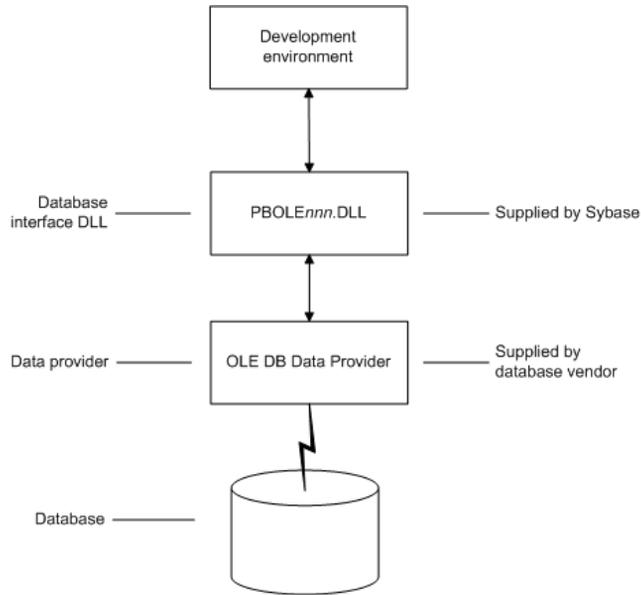 Development
environment
Database
interface DLL
PBOLEnnn.DLL
Supplied by Sybase
Data provider
OLE DB Data Provider
Supplied by
database vendor
Database